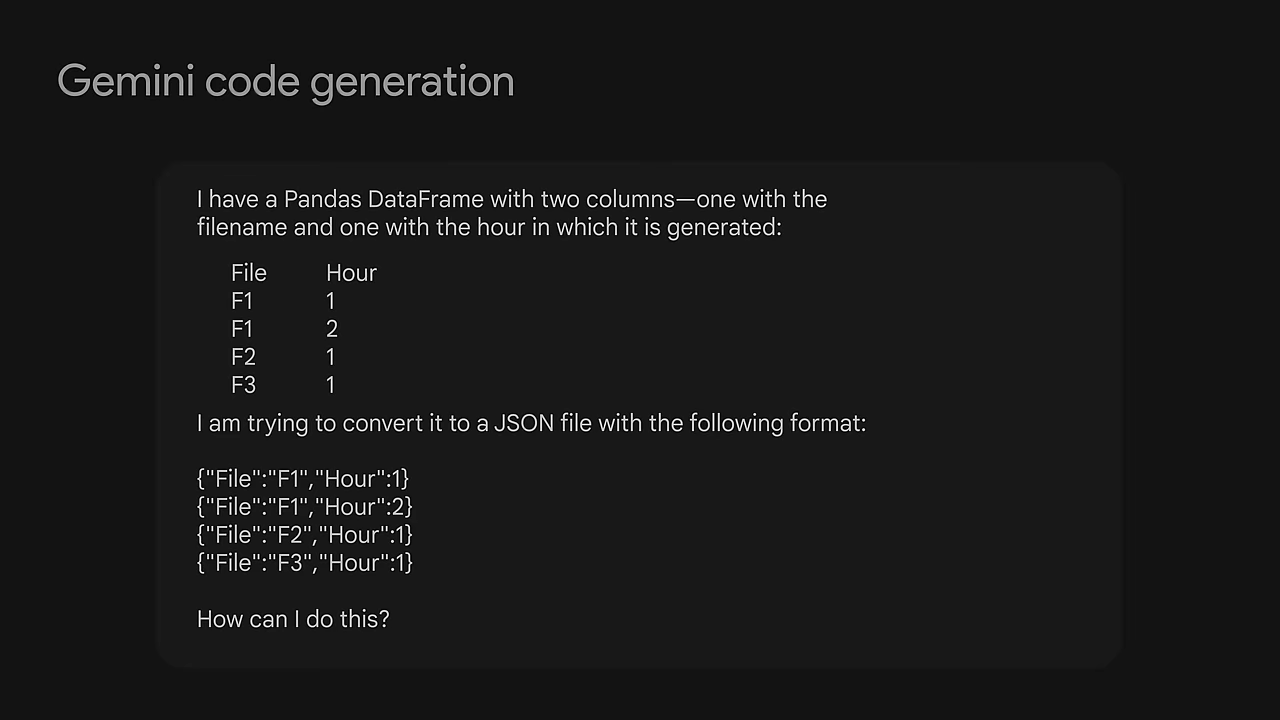 Gemini code generation
I have a Pandas DataFrame with two columns—one with the
filename and one with the hour in which it is generated:
File Hour
F1 1
F1 2
F2 1
F3 1
I am trying to convert it to a JSON file with the following format:
{"File":"F1","Hour":1}
{"File":"F1","Hour":2}
{"File":"F2","Hour":1}
{"File":"F3","Hour":1}
How can I do this?